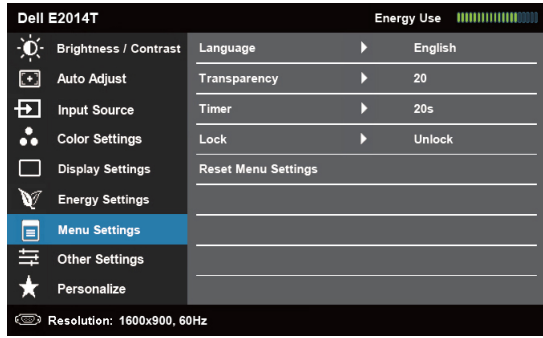 Dell E2014T Energy Use
Brightness / Contrast Language English
Auto Adjust Transparency 20
Input Source Timer 20s
Color Settings Lock Unlock
Display Settings Reset Menu Settings
Energy Settings
Menu Settings
Other Settings
Personalize
Resolution: 1600x900, 60Hz